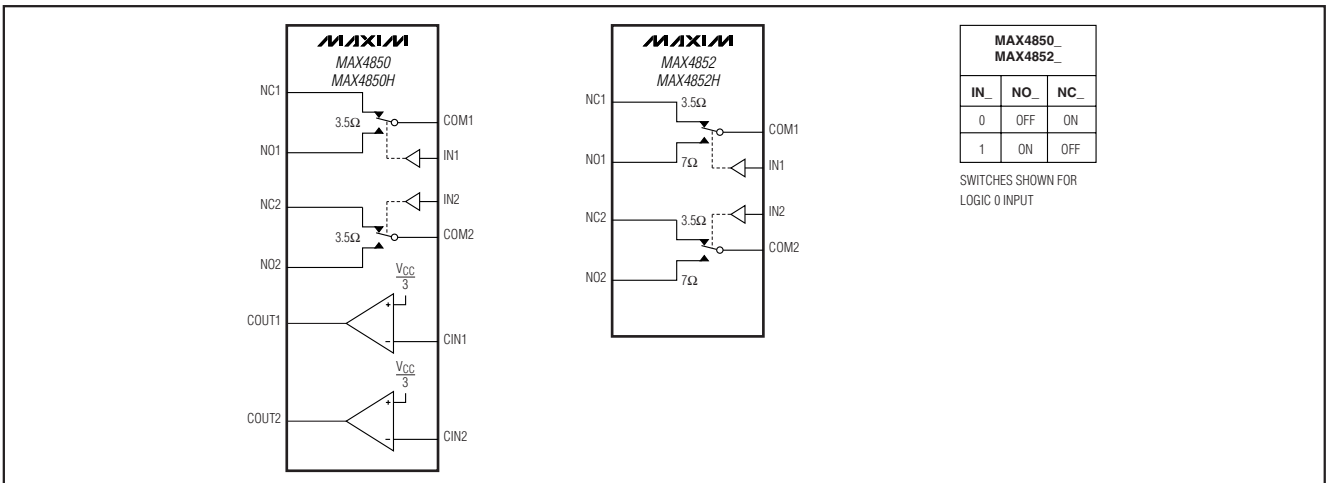 MAXIM
MAX4850
MAX4850H
NC1
3.5Ω
COM1
NO1
IN1
NC2
IN2
3.5Ω
COM2
NO2
VCC
3
+
COUT1
-
CIN1
VCC
3
+
COUT2
-
CIN2
MAXIM
MAX4852
MAX4852H
NC1
3.5Ω
COM1
NO1
7Ω
IN1
NC2
3.5Ω
IN2
COM2
NO2
7Ω
MAX4850_
MAX4852_
IN_ NO_ NC_
0 OFF ON
1 ON OFF
SWITCHES SHOWN FOR
LOGIC 0 INPUT